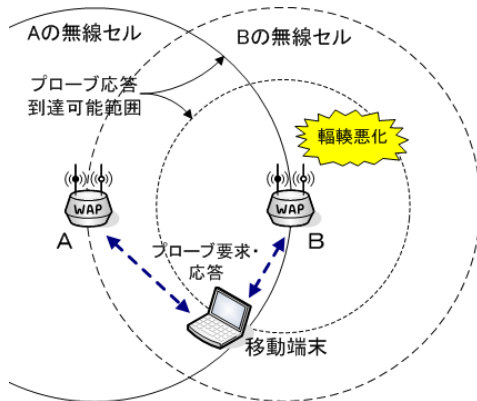 Aの無線セル
Bの無線セル
プローブ応答
到達可能範囲
輻輳悪化
WAP
WAP
A
B
プローブ要求・
応答
移動端末